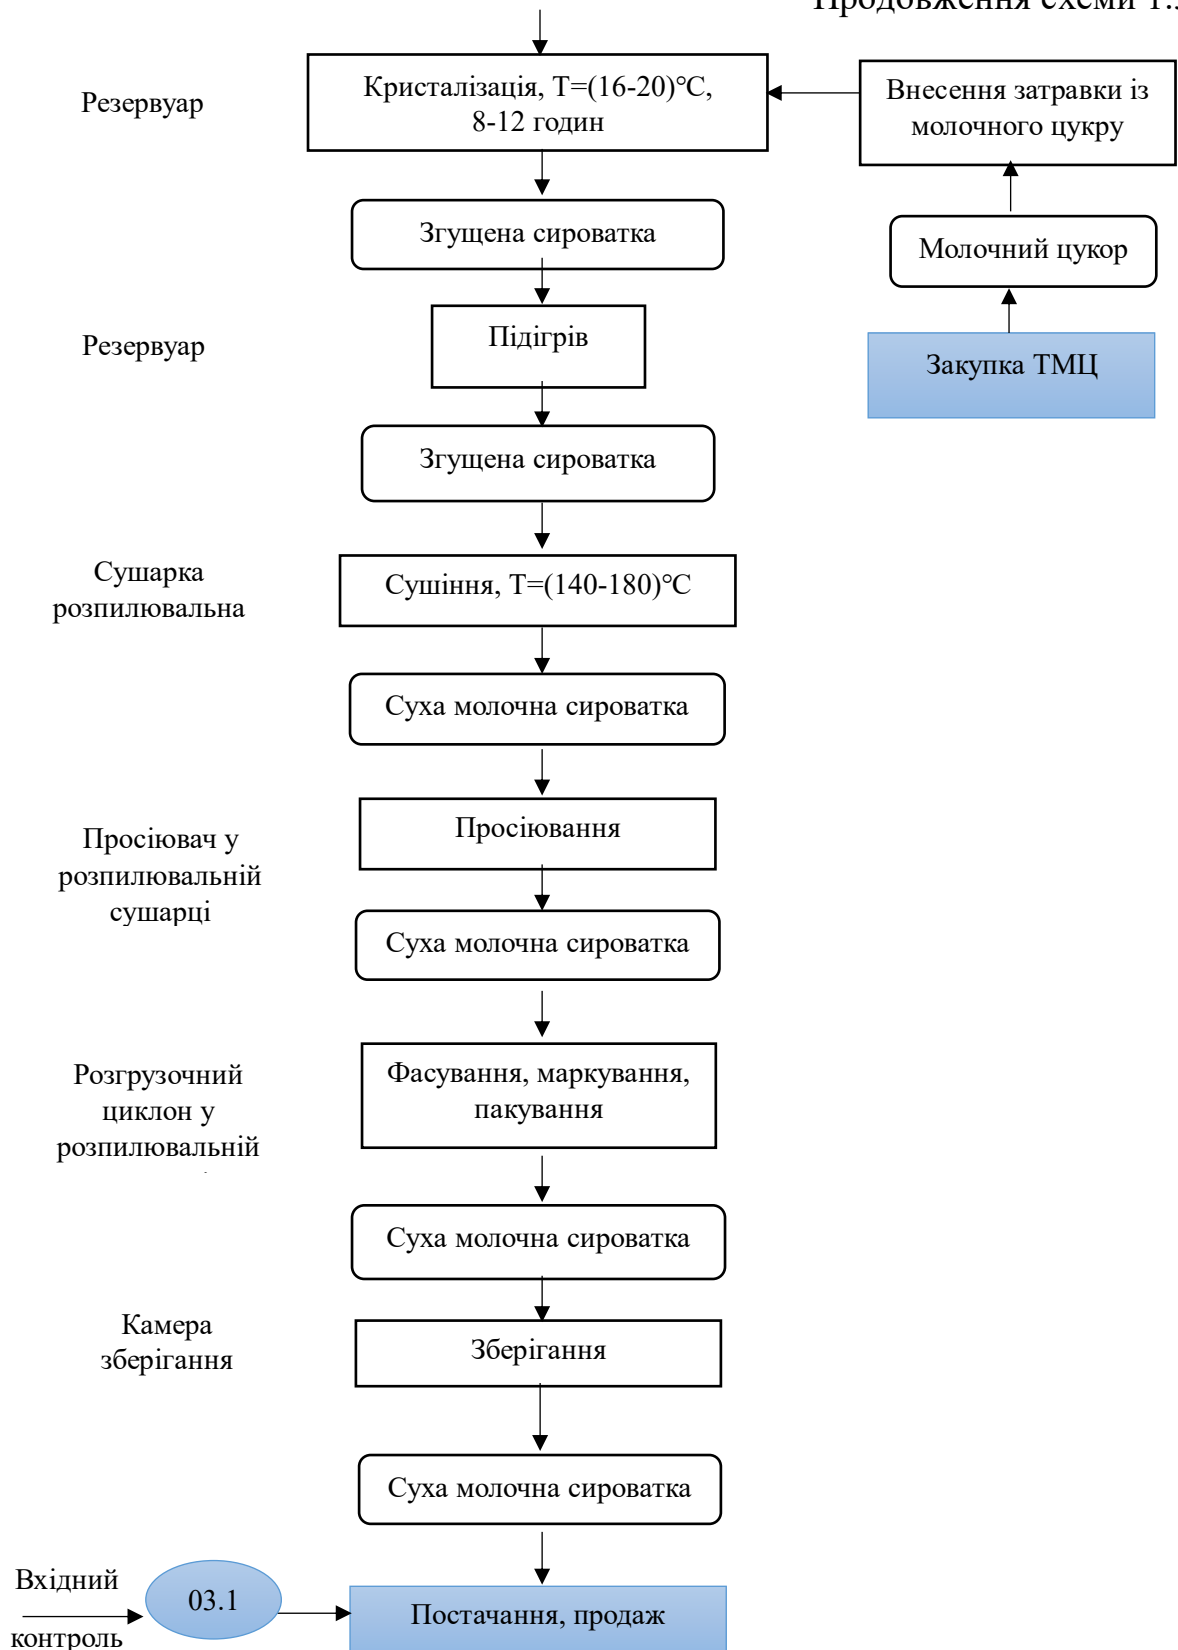 Продовження схеми 1.
Резервуар
Кристалізація, Т=(16-20)°С,
8-12 годин
Внесення затравки із
молочного цукру
Згущена сироватка
Молочний цукор
Резервуар
Підігрів
Закупка ТМЦ
Згущена сироватка
Сушарка
розпилювальна
Сушіння, Т=(140-180)°С
Суха молочна сироватка
Просіювач у
розпилювальній
сушарці
Просіювання
Суха молочна сироватка
Розгрузочний
циклон у
розпилювальній
Фасування, маркування,
пакування
Суха молочна сироватка
Камера
зберігання
Зберігання
Суха молочна сироватка
Вхідний
контроль
03.1
Постачання, продаж